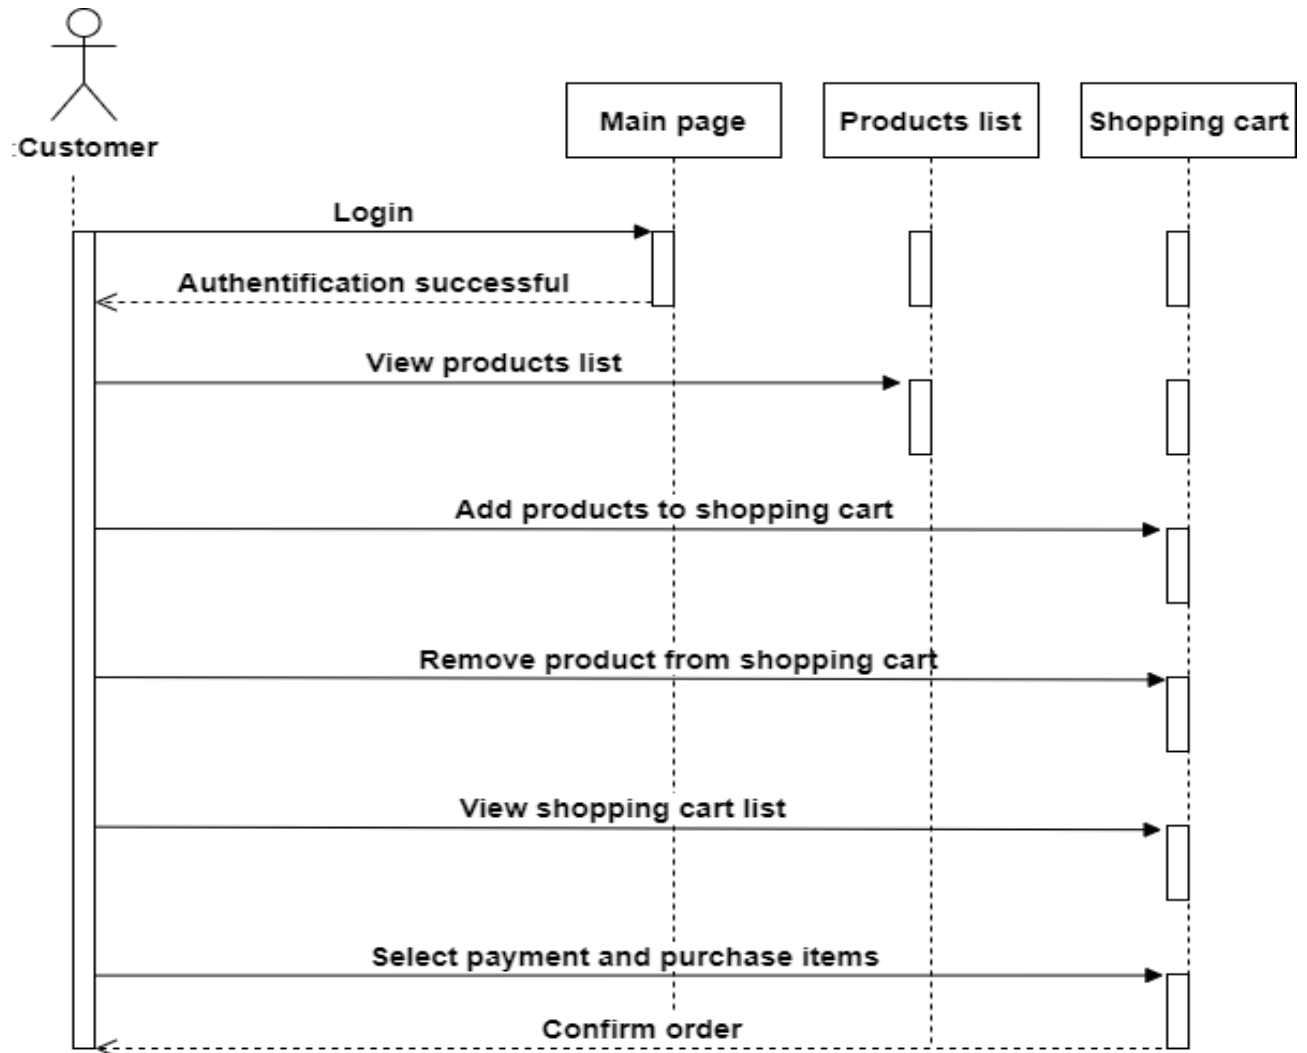 :Customer
Main page
Products list
Shopping cart
Login
Authentification successful
View products list
Add products to shopping cart
Remove product from shopping cart
View shopping cart list
Select payment and purchase items
Confirm order